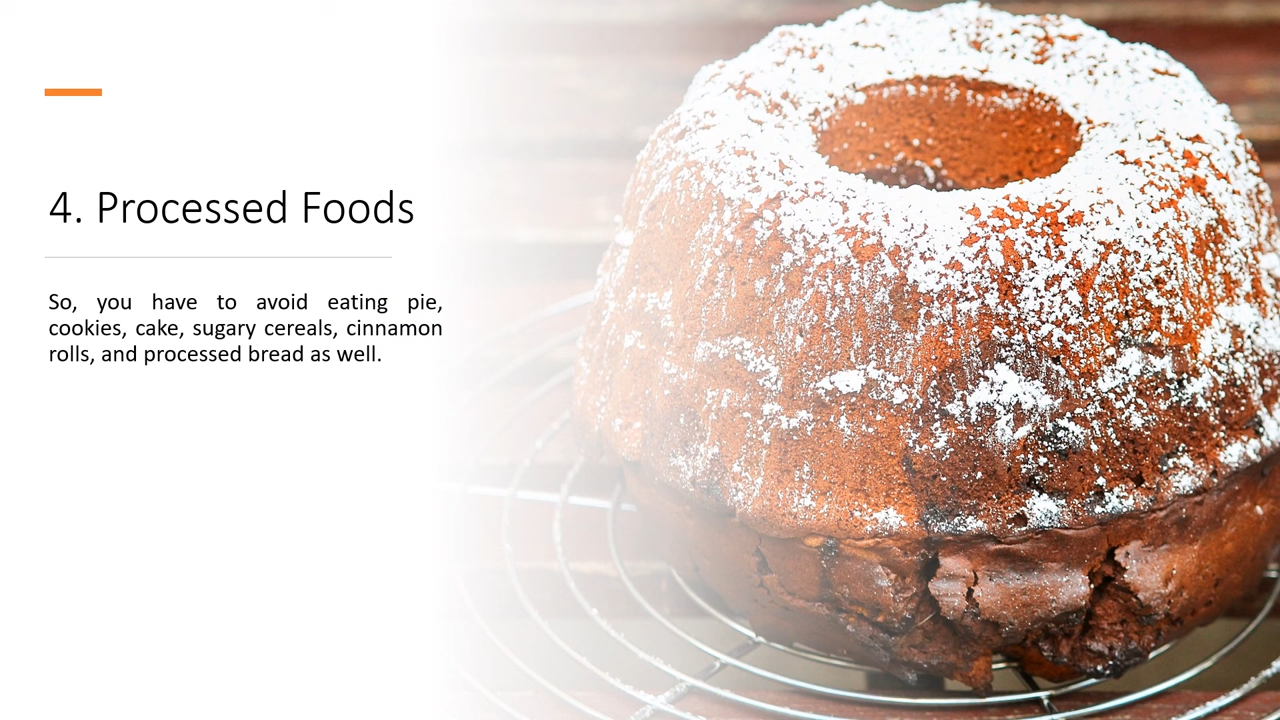 4. Processed Foods
So, you have to avoid eating pie,
cookies, cake, sugary cereals, cinnamon
rolls, and processed bread as well.